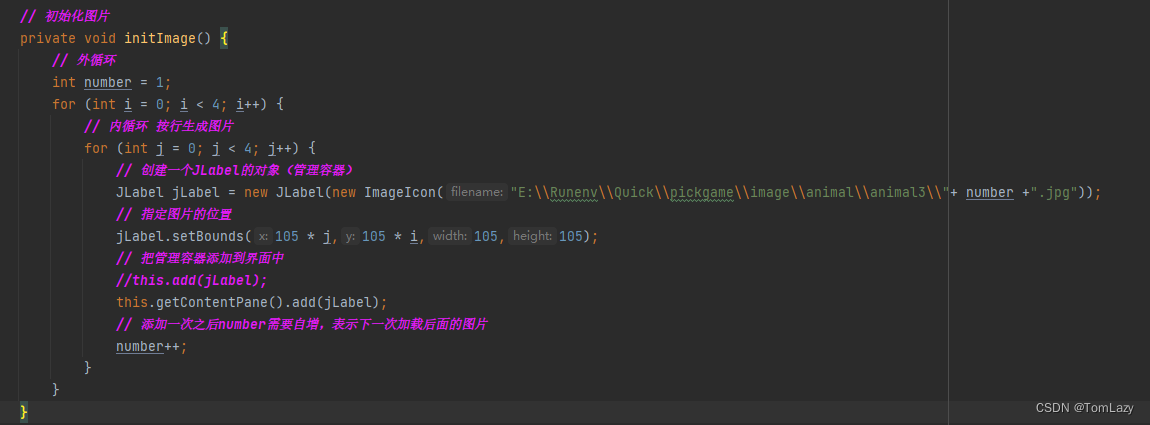 // 初始化图片
private void initImage() {
// 外循环
int number = 1;
for (int i = 0; i < 4; i++) {
// 内循环 按行生成图片
for (int j = 0; j < 4; j++) {
// 创建一个JLabel的对象（管理容器）
JLabel jLabel = new JLabel(new ImageIcon( filename: "E:\\Runenv\\Quick\\pickgame\\image\\animal\\animal3\\"+ number +".jpg"));
// 指定图片的位置
jLabel.setBounds( x: 105 * j, y: 105 * i, width: 105, height: 105);
// 把管理容器添加到界面中
//this.add(jLabel);
this.getContentPane().add(jLabel);
// 添加一次之后number需要自增，表示下一次加载后面的图片
number++;
}
}
}
CSDN @TomLazy